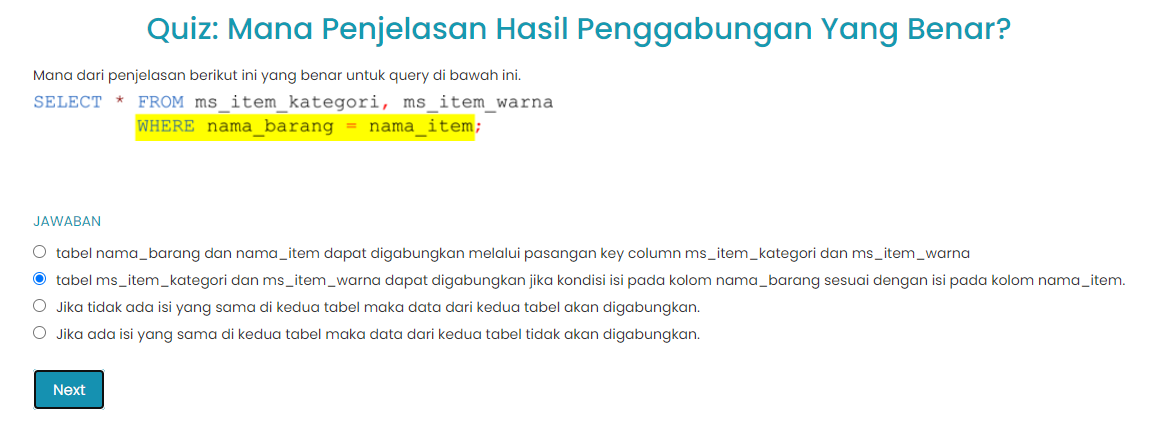 Quiz: Mana Penjelasan Hasil Penggabungan Yang Benar?
Mana dari penjelasan berikut ini yang benar untuk query di bawah ini.
SELECT * FROM ms_item_kategori, ms_item_warna
WHERE nama_barang = nama_item;
JAWABAN
tabel nama_barang dan nama_item dapat digabungkan melalui pasangan key column ms_item_kategori dan ms_item_warna
tabel ms_item_kategori dan ms_item_warna dapat digabungkan jika kondisi isi pada kolom nama_barang sesuai dengan isi pada kolom nama_item.
Jika tidak ada isi yang sama di kedua tabel maka data dari kedua tabel akan digabungkan.
Jika ada isi yang sama di kedua tabel maka data dari kedua tabel tidak akan digabungkan.
Next